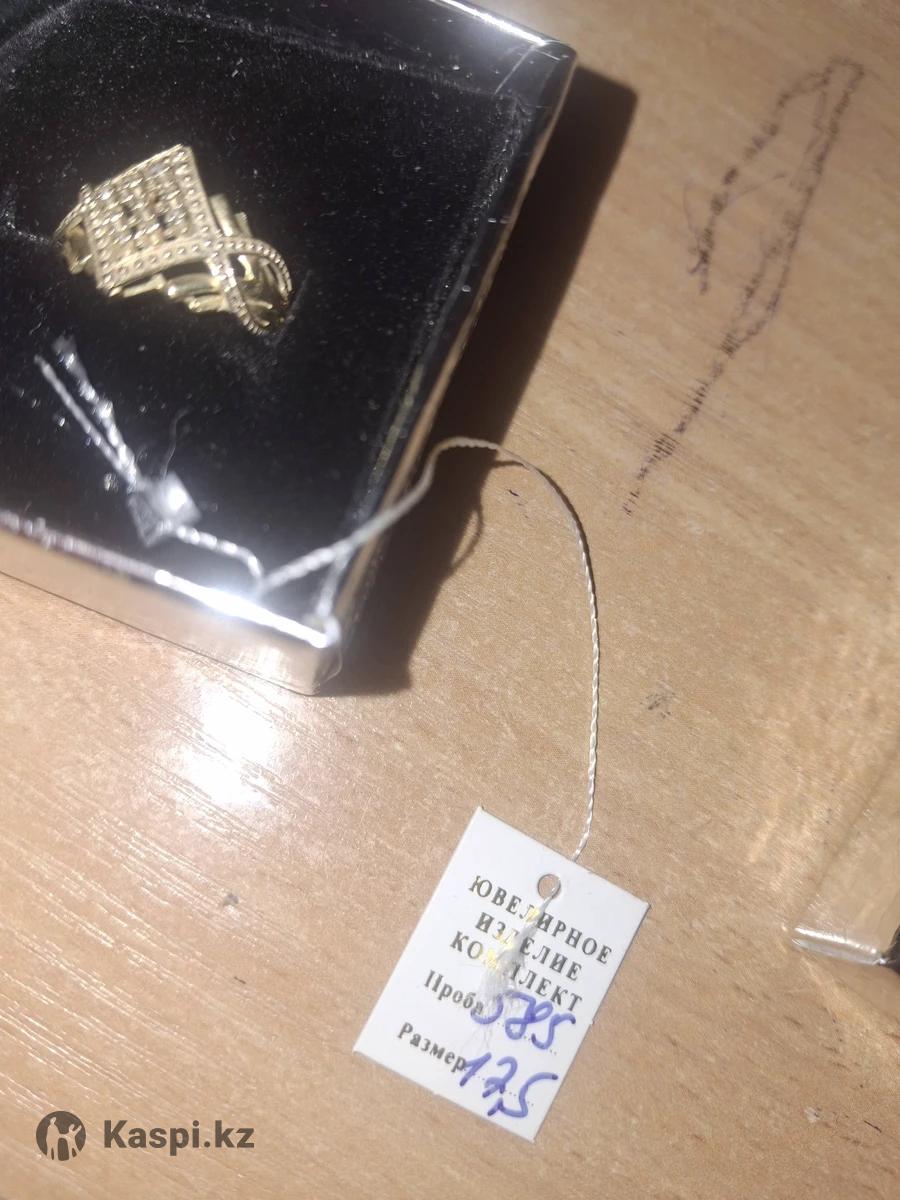 ЮВЕЛИРНОЕ
ИЗДЕЛИЕ
КОМПЛЕКТ
Проба 585
Размер 17,5
Kaspi.kz